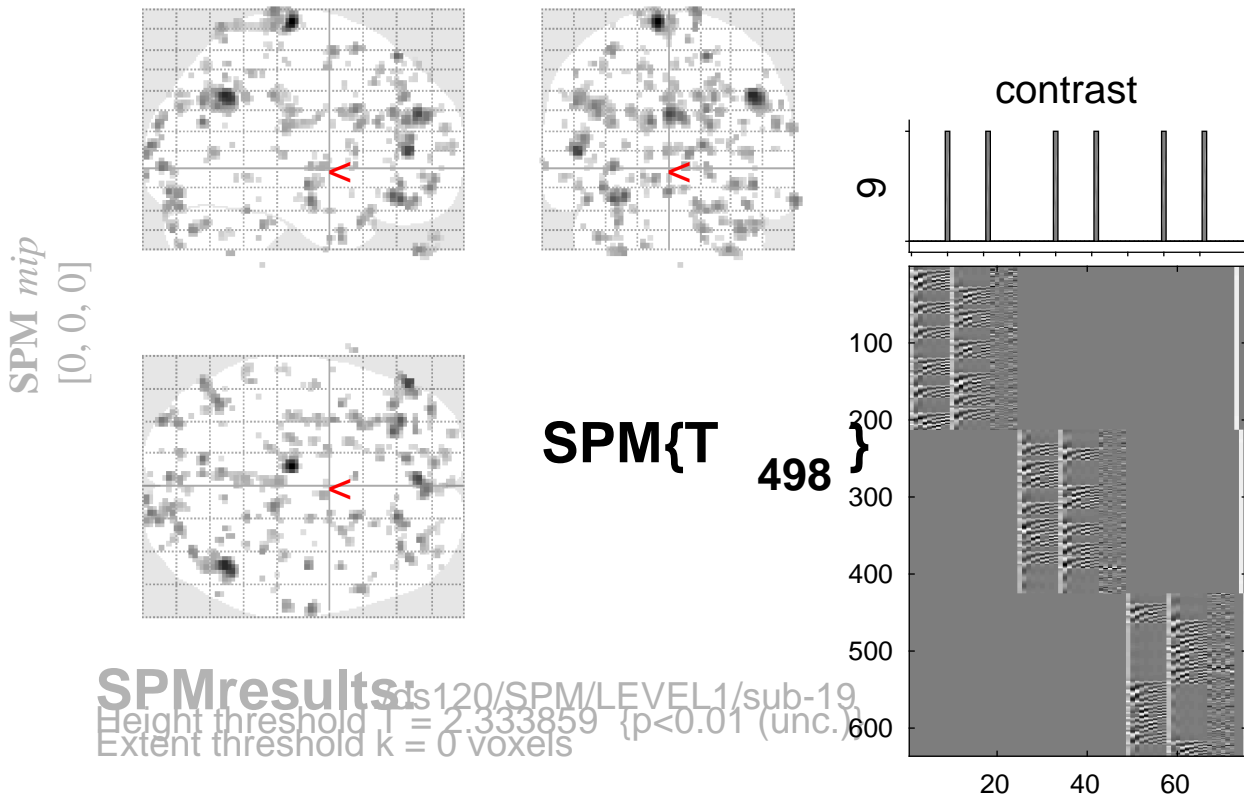 SPM mip
[0, 0, 0]
<
<
<
contrast
9
SPM{T
498
}
100
200
300
400
500
600
20 40 60
SPMresults: ./ds120/SPM/LEVEL1/sub-19
Height threshold T = 2.333859 {p<0.01 (unc.)}
Extent threshold k = 0 voxels